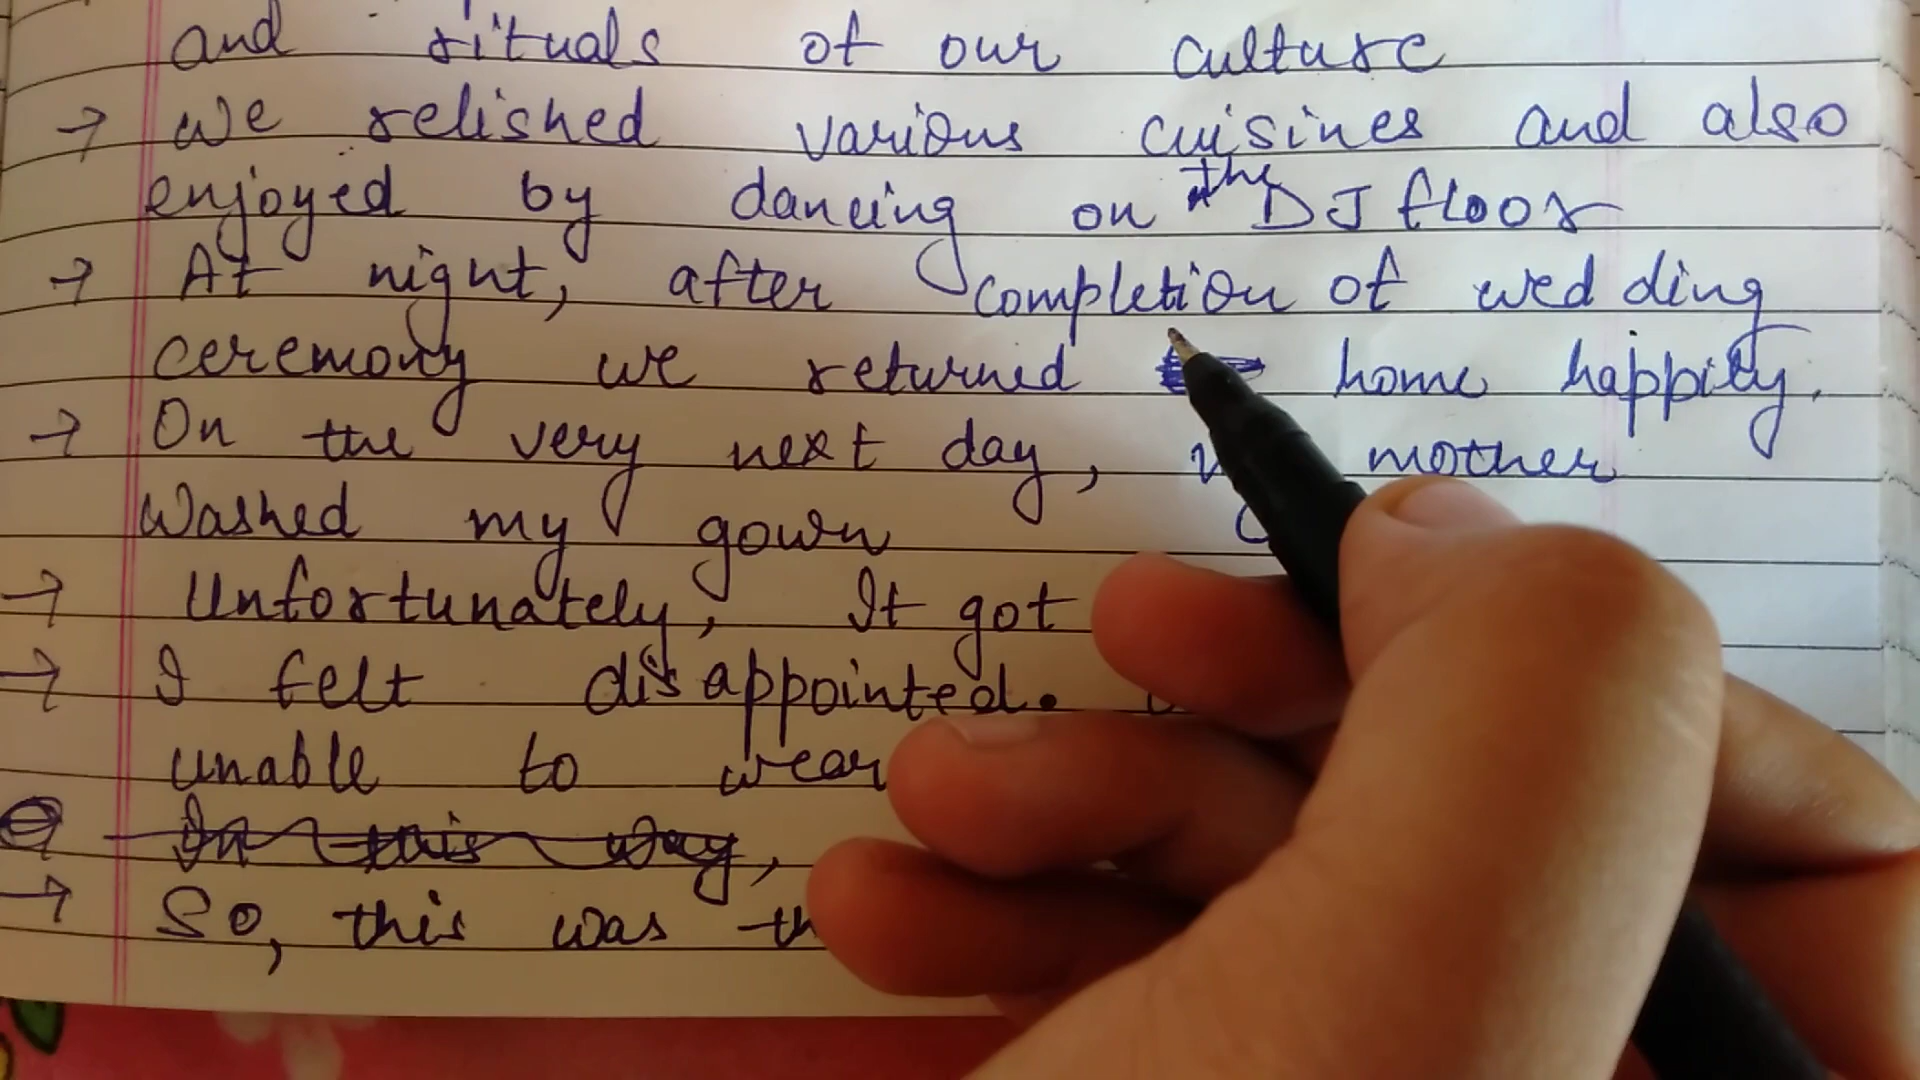 and rituals of our culture
→ we relished various cuisines and also
enjoyed by dancing on the DJ floor
→ At night, after completion of wedding
ceremony we returned home happily.
→ On the very next day, mother
washed my gown
→ Unfortunately, It got
→ I felt disappointed.
unable to wear
In this way,
→ So, this was